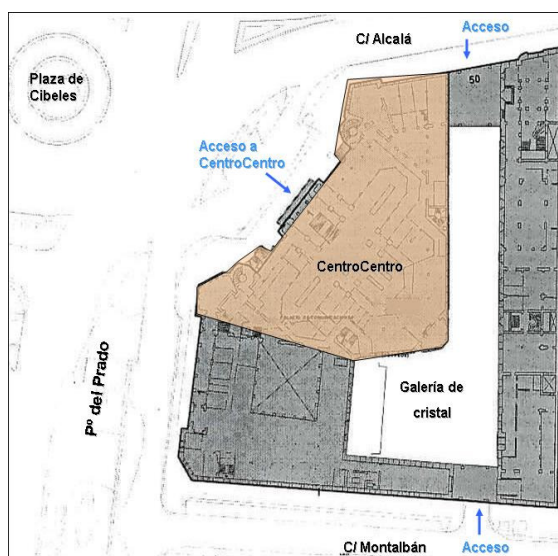 C/ Alcalá
Acceso
50
Plaza de
Cibeles
Acceso a
CentroCentro
CentroCentro
Galería de
cristal
Pº del Prado
C/ Montalbán
Acceso